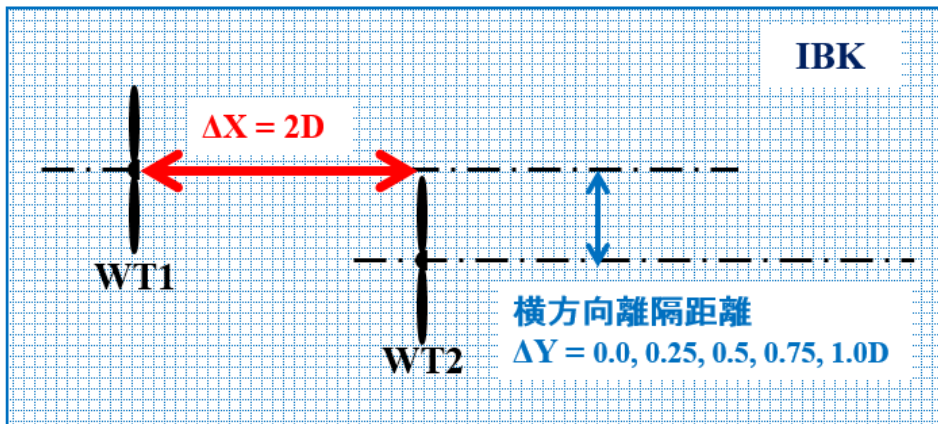 IBK
ΔX = 2D
WT1
横方向離隔距離
ΔY = 0.0, 0.25, 0.5, 0.75, 1.0D
WT2